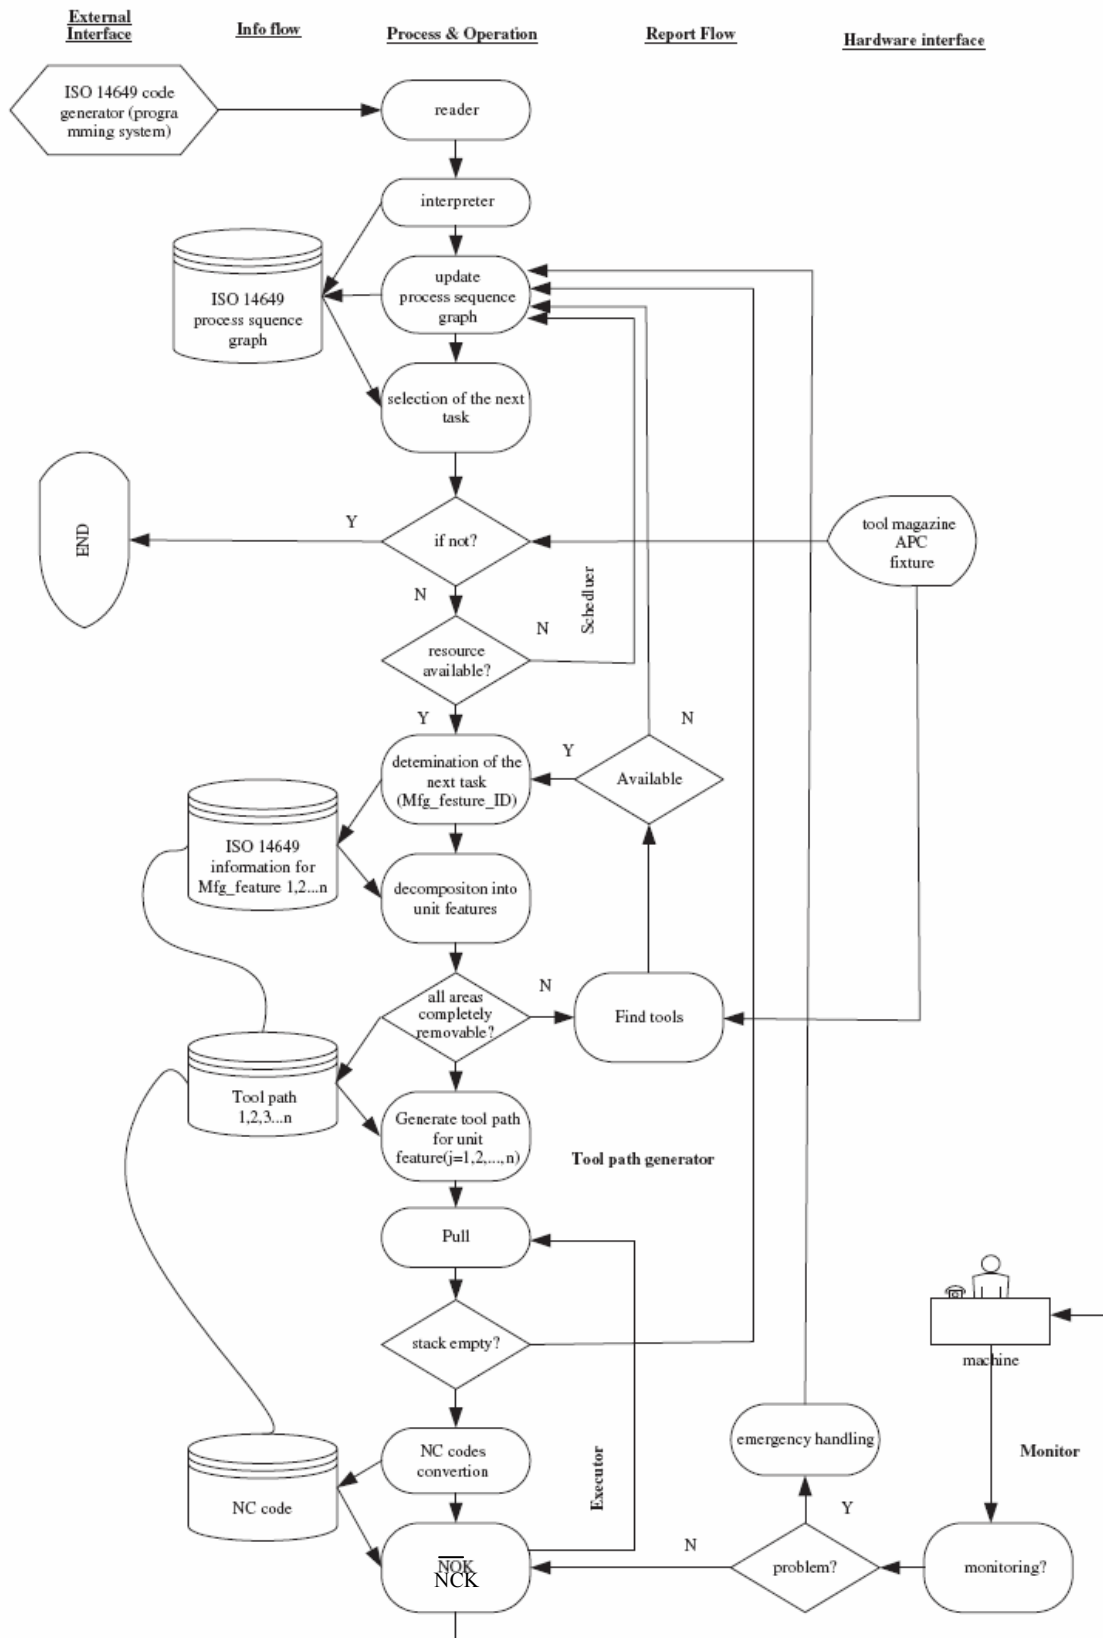 External
Interface
Info flow
Process & Operation
Report Flow
Hardware interface
ISO 14649 code
generator (progra
mming system)
reader
interpreter
ISO 14649
process squence
graph
update
process sequence
graph
selection of the next
task
END
Y
if not?
tool magazine
APC
fixture
N
Schedluer
resource
available?
N
Y
detemination of the
next task
(Mfg_festure_ID)
Y
Available
N
ISO 14649
information for
Mfg_feature 1,2...n
decompositon into
unit features
all areas
completely
removable?
N
Find tools
Tool path
1,2,3...n
Generate tool path
for unit
feature(j=1,2,...,n)
Tool path generator
Pull
stack empty?
machine
NC codes
convertion
Executor
emergency handling
Monitor
NC code
Y
NOK
NCK
N
problem?
monitoring?